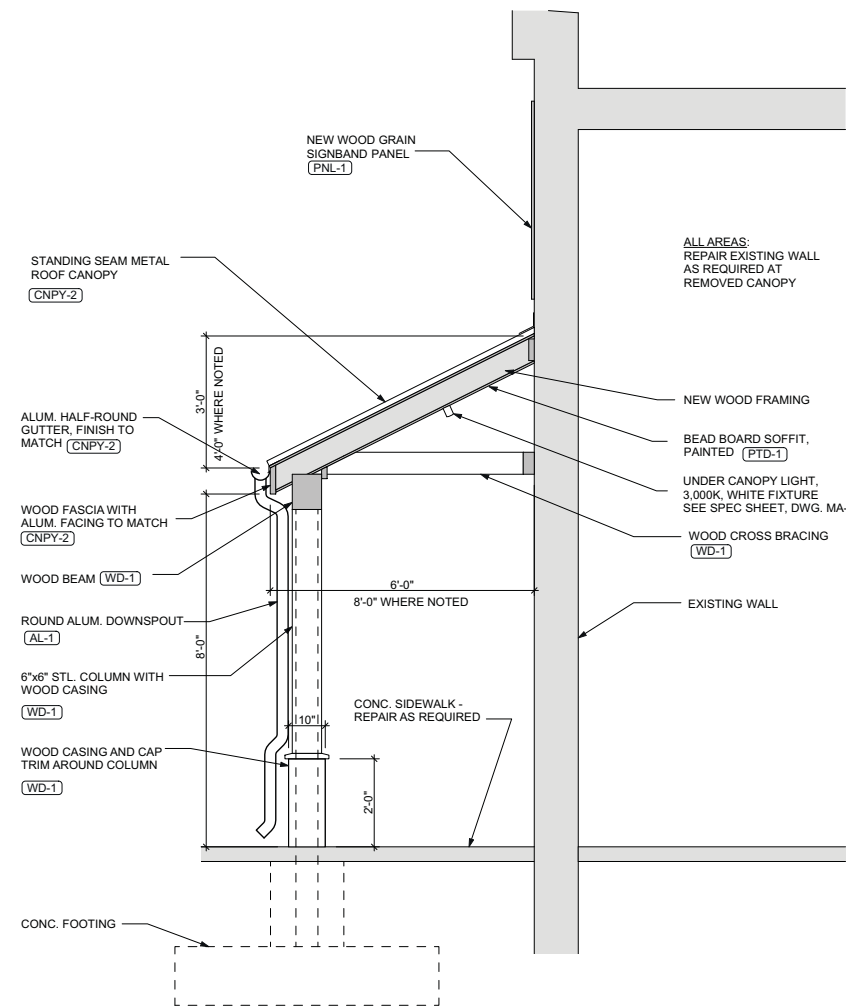 NEW WOOD GRAIN
SIGNBAND PANEL
PNL-1
ALL AREAS:
REPAIR EXISTING WALL
AS REQUIRED AT
REMOVED CANOPY
STANDING SEAM METAL
ROOF CANOPY
CNPY-2
3'-0"
4'-0" WHERE NOTED
NEW WOOD FRAMING
ALUM. HALF-ROUND
GUTTER, FINISH TO
MATCH CNPY-2
BEAD BOARD SOFFIT,
PAINTED PTD-1
UNDER CANOPY LIGHT,
3,000K, WHITE FIXTURE
SEE SPEC SHEET, DWG. MA-
WOOD FASCIA WITH
ALUM. FACING TO MATCH
CNPY-2
WOOD CROSS BRACING
WD-1
WOOD BEAM WD-1
6'-0"
8'-0" WHERE NOTED
EXISTING WALL
ROUND ALUM. DOWNSPOUT
AL-1
8'-0"
6"x6" STL. COLUMN WITH
WOOD CASING
WD-1
CONC. SIDEWALK -
REPAIR AS REQUIRED
10"
WOOD CASING AND CAP
TRIM AROUND COLUMN
WD-1
2'-0"
CONC. FOOTING